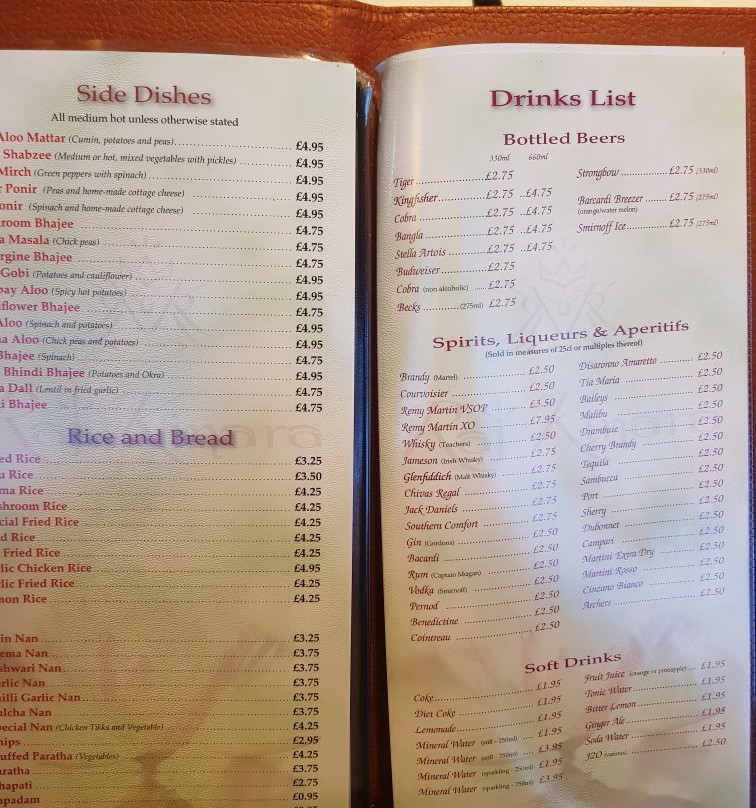 Side Dishes
All medium hot unless otherwise stated
Aloo Mattar (Cumin, potatoes and peas) £4.95
Shabzee (Medium or hot, mixed vegetables with pickles) £4.95
Mirch (Green peppers with spinach) £4.95
Ponir (Peas and home-made cottage cheese) £4.95
onir (Spinach and home-made cottage cheese) £4.95
room Bhajee £4.75
a Masala (Chick peas) £4.75
rgine Bhajee £4.75
Gobi (Potatoes and cauliflower) £4.95
bay Aloo (Spicy hot potatoes) £4.95
iflower Bhajee £4.75
Aloo (Spinach and potatoes) £4.95
a Aloo (Chick peas and potatoes) £4.95
Bhajee (Spinach) £4.75
Bhindi Bhajee (Potatoes and Okra) £4.95
a Dall (Lentil in fried garlic) £4.75
i Bhajee £4.75
Rice and Bread
ed Rice £3.25
u Rice £3.50
ma Rice £4.25
shroom Rice £4.25
cial Fried Rice £4.25
d Rice £4.25
Fried Rice £4.25
lic Chicken Rice £4.95
lic Fried Rice £4.25
mon Rice £4.25
in Nan £3.25
ema Nan £3.75
shwari Nan £3.75
arlic Nan £3.75
hilli Garlic Nan £3.75
ulcha Nan £3.75
pecial Nan (Chicken Tikka and Vegetable) £4.25
hips £2.95
uffed Paratha (Vegetables) £4.25
aratha £3.75
hapati £2.75
apadam £0.95
Drinks List
Bottled Beers
330ml 660ml
Tiger £2.75
Kingfisher £2.75 £4.75
Cobra £2.75 £4.75
Bangla £2.75 £4.75
Stella Artois £2.75 £4.75
Budweiser £2.75
Cobra (non alcoholic) £2.75
Becks (275ml) £2.75
Strongbow £2.75 (330ml)
Barcardi Breezer £2.75 (275ml)
(orange/water melon)
Smirnoff Ice £2.75 (275ml)
Spirits, Liqueurs & Aperitifs
(Sold in measures of 25cl or multiples thereof)
Brandy (Martel) £2.50
Courvoisier £2.50
Remy Martin VSOP £3.50
Remy Martin XO £7.95
Whisky (Teachers) £2.50
Jameson (Irish Whisky) £2.75
Glenfiddich (Malt Whisky) £2.75
Chivas Regal £2.75
Jack Daniels £2.75
Southern Comfort £2.75
Gin (Gordons) £2.50
Bacardi £2.50
Rum (Captain Morgan) £2.50
Vodka (Smirnoff) £2.50
Pernod £2.50
Benedictine £2.50
Cointreau £2.50
Disaronno Amaretto £2.50
Tia Maria £2.50
Baileys £2.50
Malibu £2.50
Drambuie £2.50
Cherry Brandy £2.50
Tequila £2.50
Sambucca £2.50
Port £2.50
Sherry £2.50
Dubonnet £2.50
Campari £2.50
Martini Extra Dry £2.50
Martini Rosso £2.50
Cinzano Bianco £2.50
Archers £2.50
Soft Drinks
Coke £1.95
Diet Coke £1.95
Lemonade £1.95
Mineral Water (still - 250ml) £1.95
Mineral Water (still - 750ml) £3.95
Mineral Water (sparkling - 250ml) £1.95
Mineral Water (sparkling - 750ml) £3.95
Fruit Juice (orange or pineapple) £1.95
Tonic Water £1.95
Bitter Lemon £1.95
Ginger Ale £1.95
Soda Water £1.95
J2O (various) £2.50